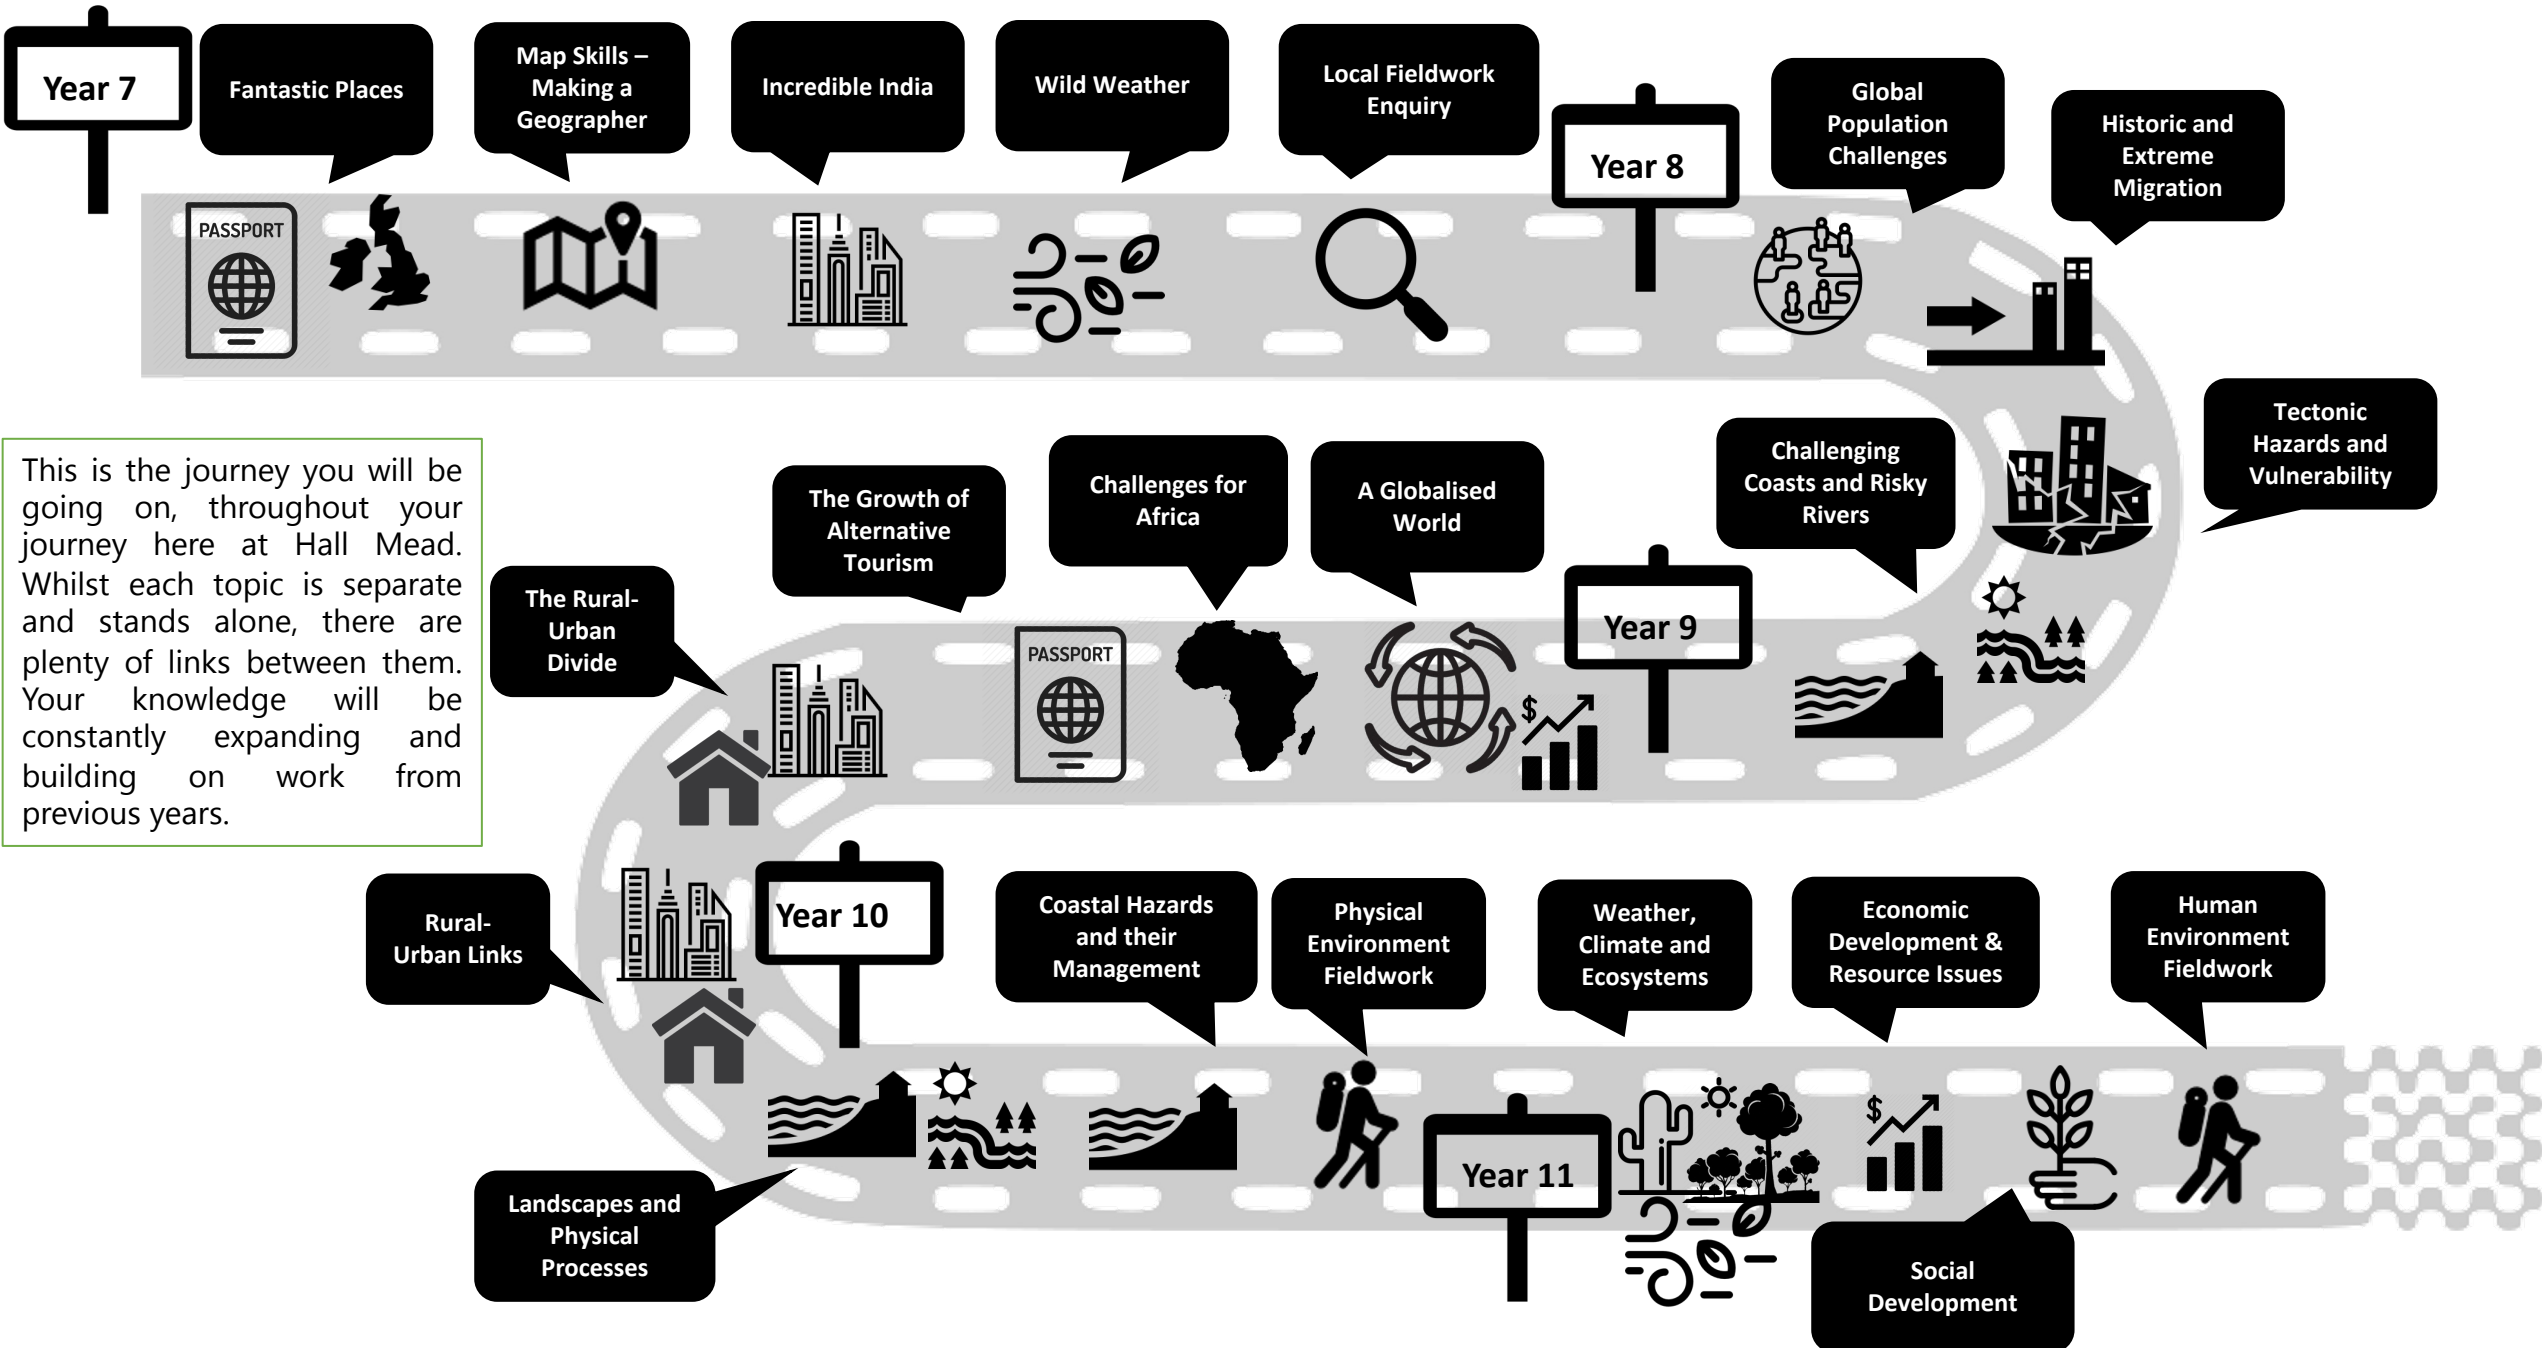 Year 7
Fantastic Places
Map Skills –
Making a
Geographer
Incredible India
Wild Weather
Local Fieldwork
Enquiry
Year 8
Global
Population
Challenges
Historic and
Extreme
Migration
PASSPORT
Tectonic
Hazards and
Vulnerability
Challenging
Coasts and Risky
Rivers
Year 9
A Globalised
World
$
Challenges for
Africa
The Growth of
Alternative
Tourism
PASSPORT
The Rural-
Urban
Divide
This is the journey you will be
going on, throughout your
journey here at Hall Mead.
Whilst each topic is separate
and stands alone, there are
plenty of links between them.
Your knowledge will be
constantly expanding and
building on work from
previous years.
Rural-
Urban Links
Year 10
Landscapes and
Physical
Processes
Coastal Hazards
and their
Management
Physical
Environment
Fieldwork
Year 11
Weather,
Climate and
Ecosystems
Economic
Development &
Resource Issues
$
Social
Development
Human
Environment
Fieldwork